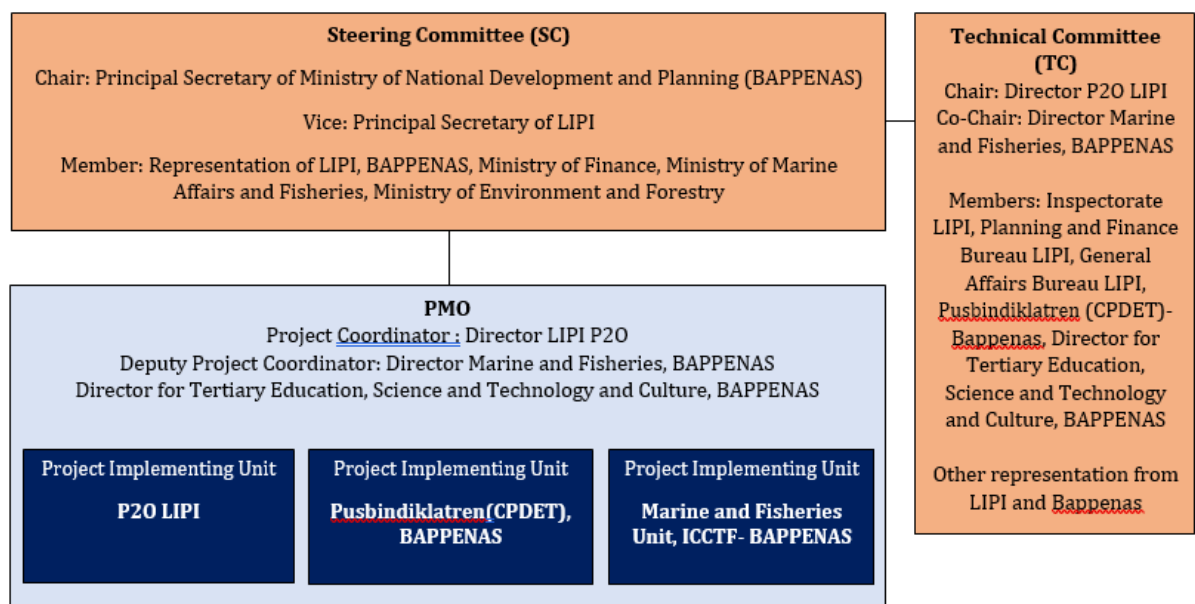 Steering Committee (SC)
Chair: Principal Secretary of Ministry of National Development and Planning (BAPPENAS)
Vice: Principal Secretary of LIPI
Member: Representation of LIPI, BAPPENAS, Ministry of Finance, Ministry of Marine
Affairs and Fisheries, Ministry of Environment and Forestry
Technical Committee
(TC)
Chair: Director P2O LIPI
Co-Chair: Director Marine
and Fisheries, BAPPENAS
Members: Inspectorate
LIPI, Planning and Finance
Bureau LIPI, General
Affairs Bureau LIPI,
Pusbindiklatren (CPDET)-
Bappenas, Director for
Tertiary Education,
Science and Technology
and Culture, BAPPENAS
Other representation from
LIPI and Bappenas
PMO
Project Coordinator : Director LIPI P2O
Deputy Project Coordinator: Director Marine and Fisheries, BAPPENAS
Director for Tertiary Education, Science and Technology and Culture, BAPPENAS
Project Implementing Unit
P2O LIPI
Project Implementing Unit
Pusbindiklatren(CPDET),
BAPPENAS
Project Implementing Unit
Marine and Fisheries
Unit, ICCTF- BAPPENAS